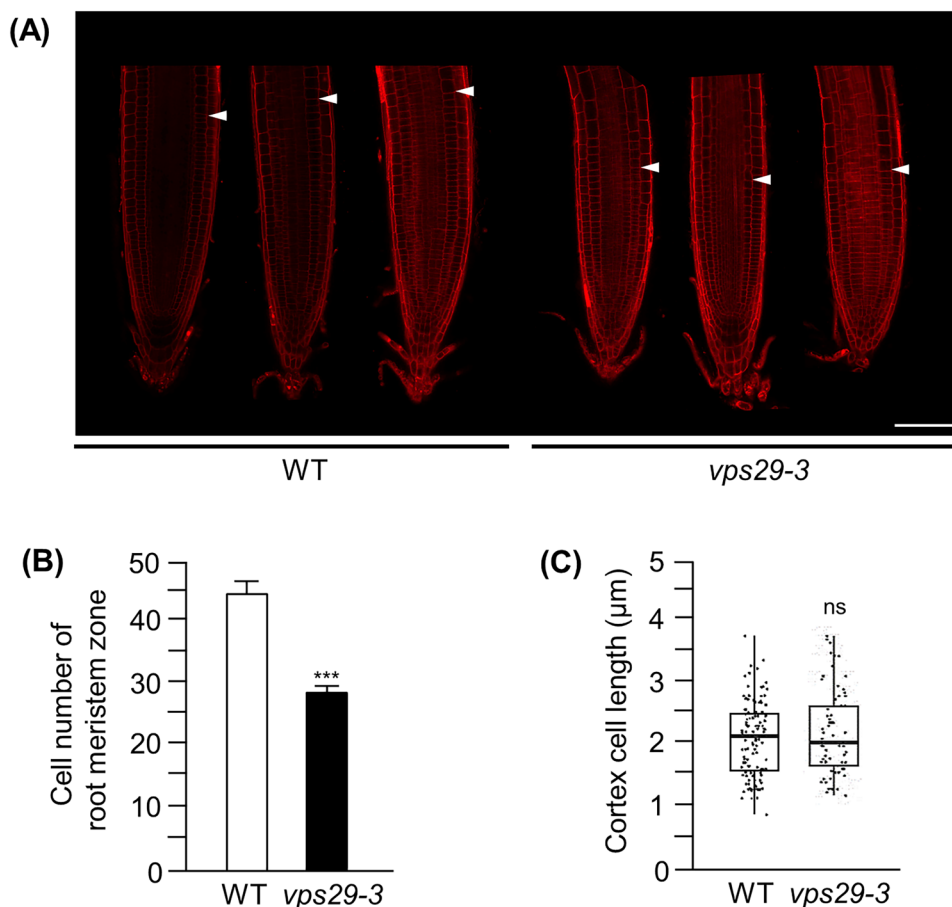 (A)
WT
vps29-3
(B)
Cell number of
root meristem zone
50
40
30
20
10
0
***
WT
vps29-3
(C)
Cortex cell length (µm)
5
4
3
2
1
0
ns
WT
vps29-3